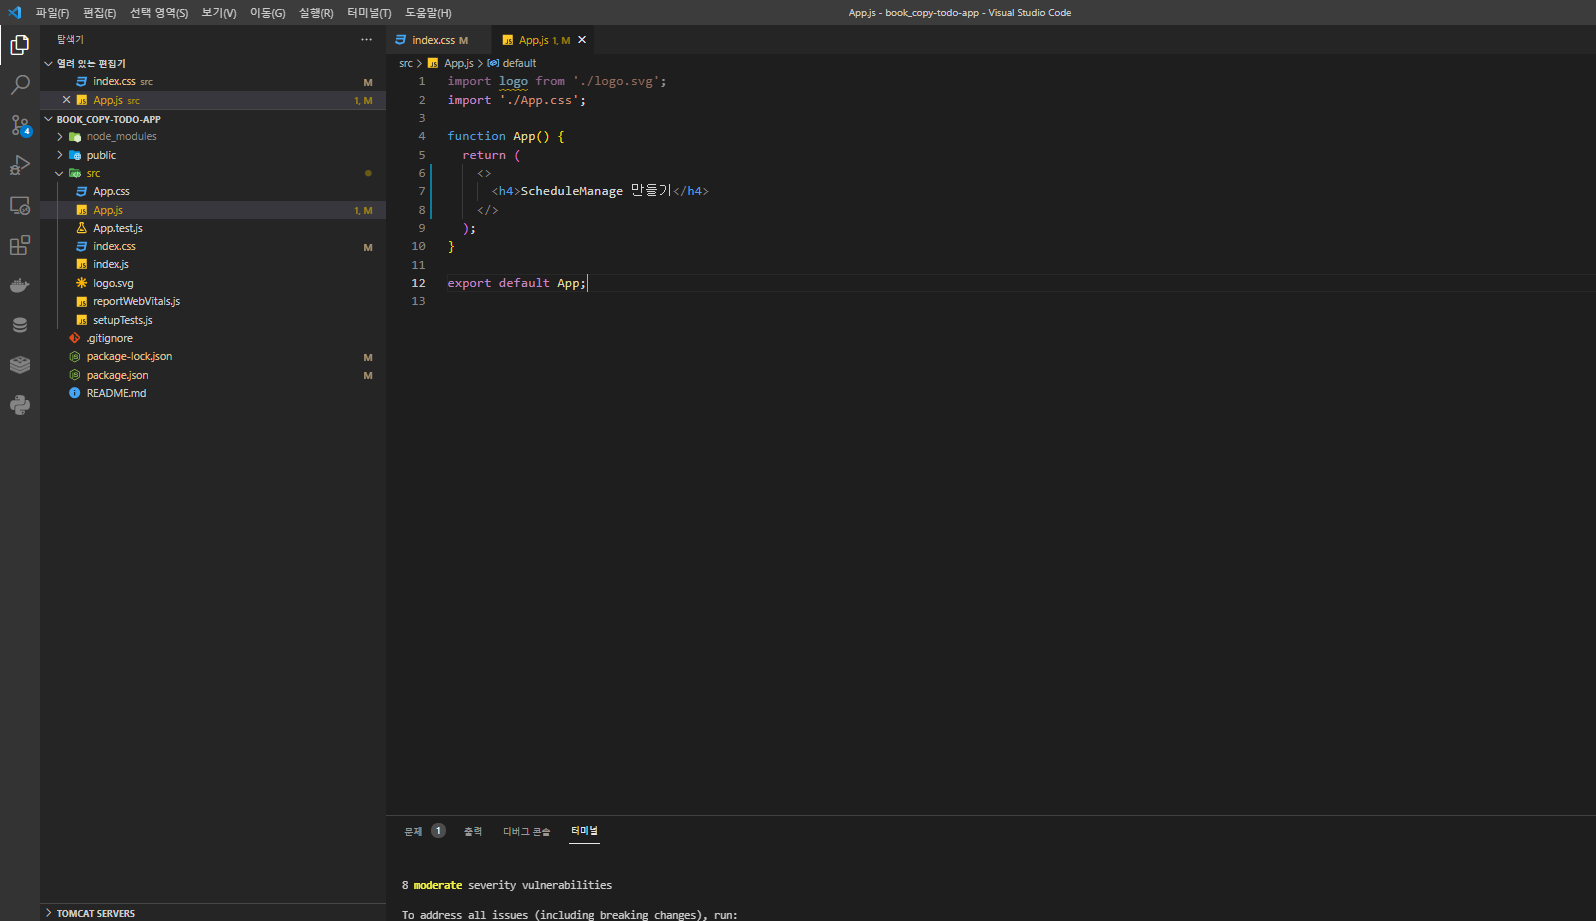 파일(F) 편집(E) 선택 영역(S) 보기(V) 이동(G) 실행(R) 터미널(T) 도움말(H)
App.js - book_copy-todo-app - Visual Studio Code
탐색기
열려 있는 편집기
index.css src M
App.js src 1, M
BOOK_COPY-TODO-APP
node_modules
public
src
App.css
App.js 1, M
App.test.js
index.css M
index.js
logo.svg
reportWebVitals.js
setupTests.js
.gitignore
package-lock.json M
package.json M
README.md
TOMCAT SERVERS
4
index.css M App.js 1, M
src > App.js > default
1 import logo from './logo.svg';
2 import './App.css';
3
4 function App() {
5 return (
6 <>
7 <h4>ScheduleManage 만들기</h4>
8 </>
9 );
10 }
11
12 export default App;
13
문제 1 출력 디버그 콘솔 터미널
8 moderate severity vulnerabilities
To address all issues (including breaking changes), run: